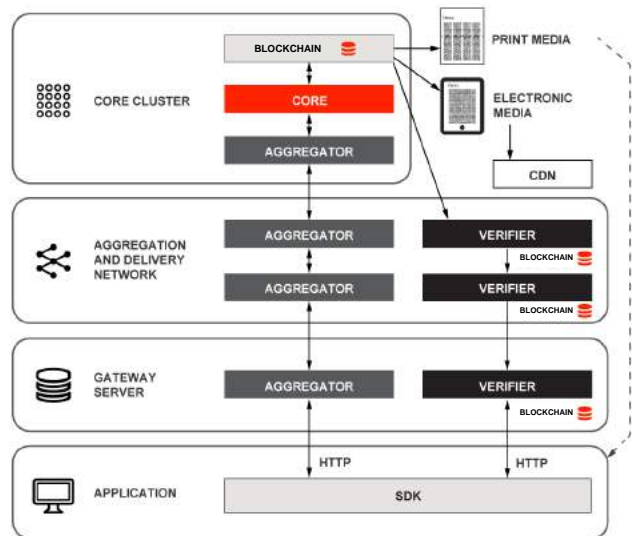 BLOCKCHAIN
PRINT MEDIA
CORE CLUSTER
CORE
ELECTRONIC
MEDIA
AGGREGATOR
CDN
AGGREGATION
AND DELIVERY
NETWORK
AGGREGATOR
VERIFIER
BLOCKCHAIN
AGGREGATOR
VERIFIER
BLOCKCHAIN
GATEWAY
SERVER
AGGREGATOR
VERIFIER
BLOCKCHAIN
HTTP
HTTP
APPLICATION
SDK